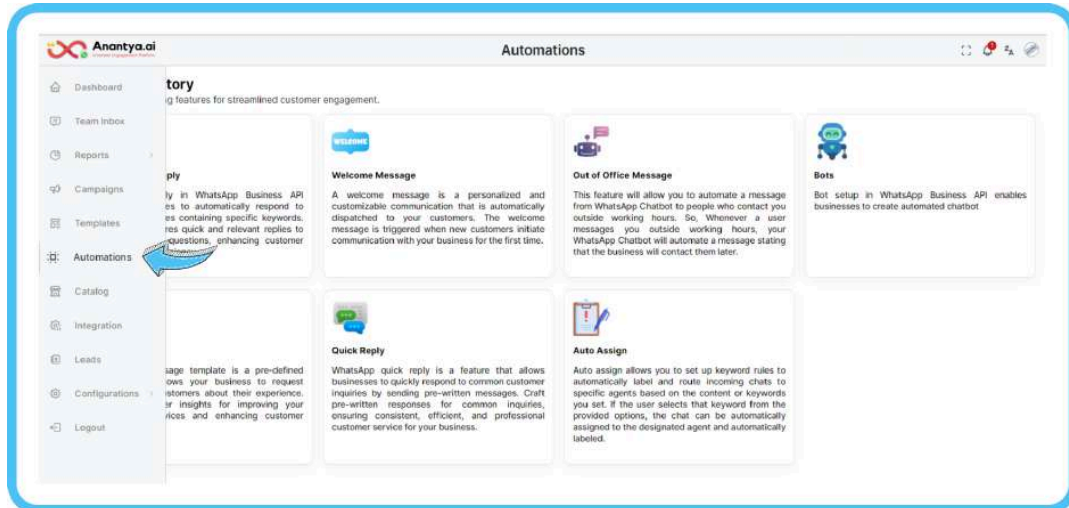 Anantya.ai
Automations
Dashboard
Team Inbox
Reports
Campaigns
Templates
Automations
Catalog
Integration
Leads
Configurations
Logout
tory
g features for streamlined customer engagement.
ply
ly in WhatsApp Business API
es to automatically respond to
es containing specific keywords.
res quick and relevant replies to
questions, enhancing customer
WELCOME
Welcome Message
A welcome message is a personalized and
customizable communication that is automatically
dispatched to your customers. The welcome
message is triggered when new customers initiate
communication with your business for the first time.
Out of Office Message
This feature will allow you to automate a message
from WhatsApp Chatbot to people who contact you
outside working hours. So, Whenever a user
messages you outside working hours, your
WhatsApp Chatbot will automate a message stating
that the business will contact them later.
Bots
Bot setup in WhatsApp Business API enables
businesses to create automated chatbot
sage template is a pre-defined
ows your business to request
stomers about their experience.
er insights for improving your
vices and enhancing customer
Quick Reply
WhatsApp quick reply is a feature that allows
businesses to quickly respond to common customer
inquiries by sending pre-written messages. Craft
pre-written responses for common inquiries,
ensuring consistent, efficient, and professional
customer service for your business.
Auto Assign
Auto assign allows you to set up keyword rules to
automatically label and route incoming chats to
specific agents based on the content or keywords
you set. If the user selects that keyword from the
provided options, the chat can be automatically
assigned to the designated agent and automatically
labeled.